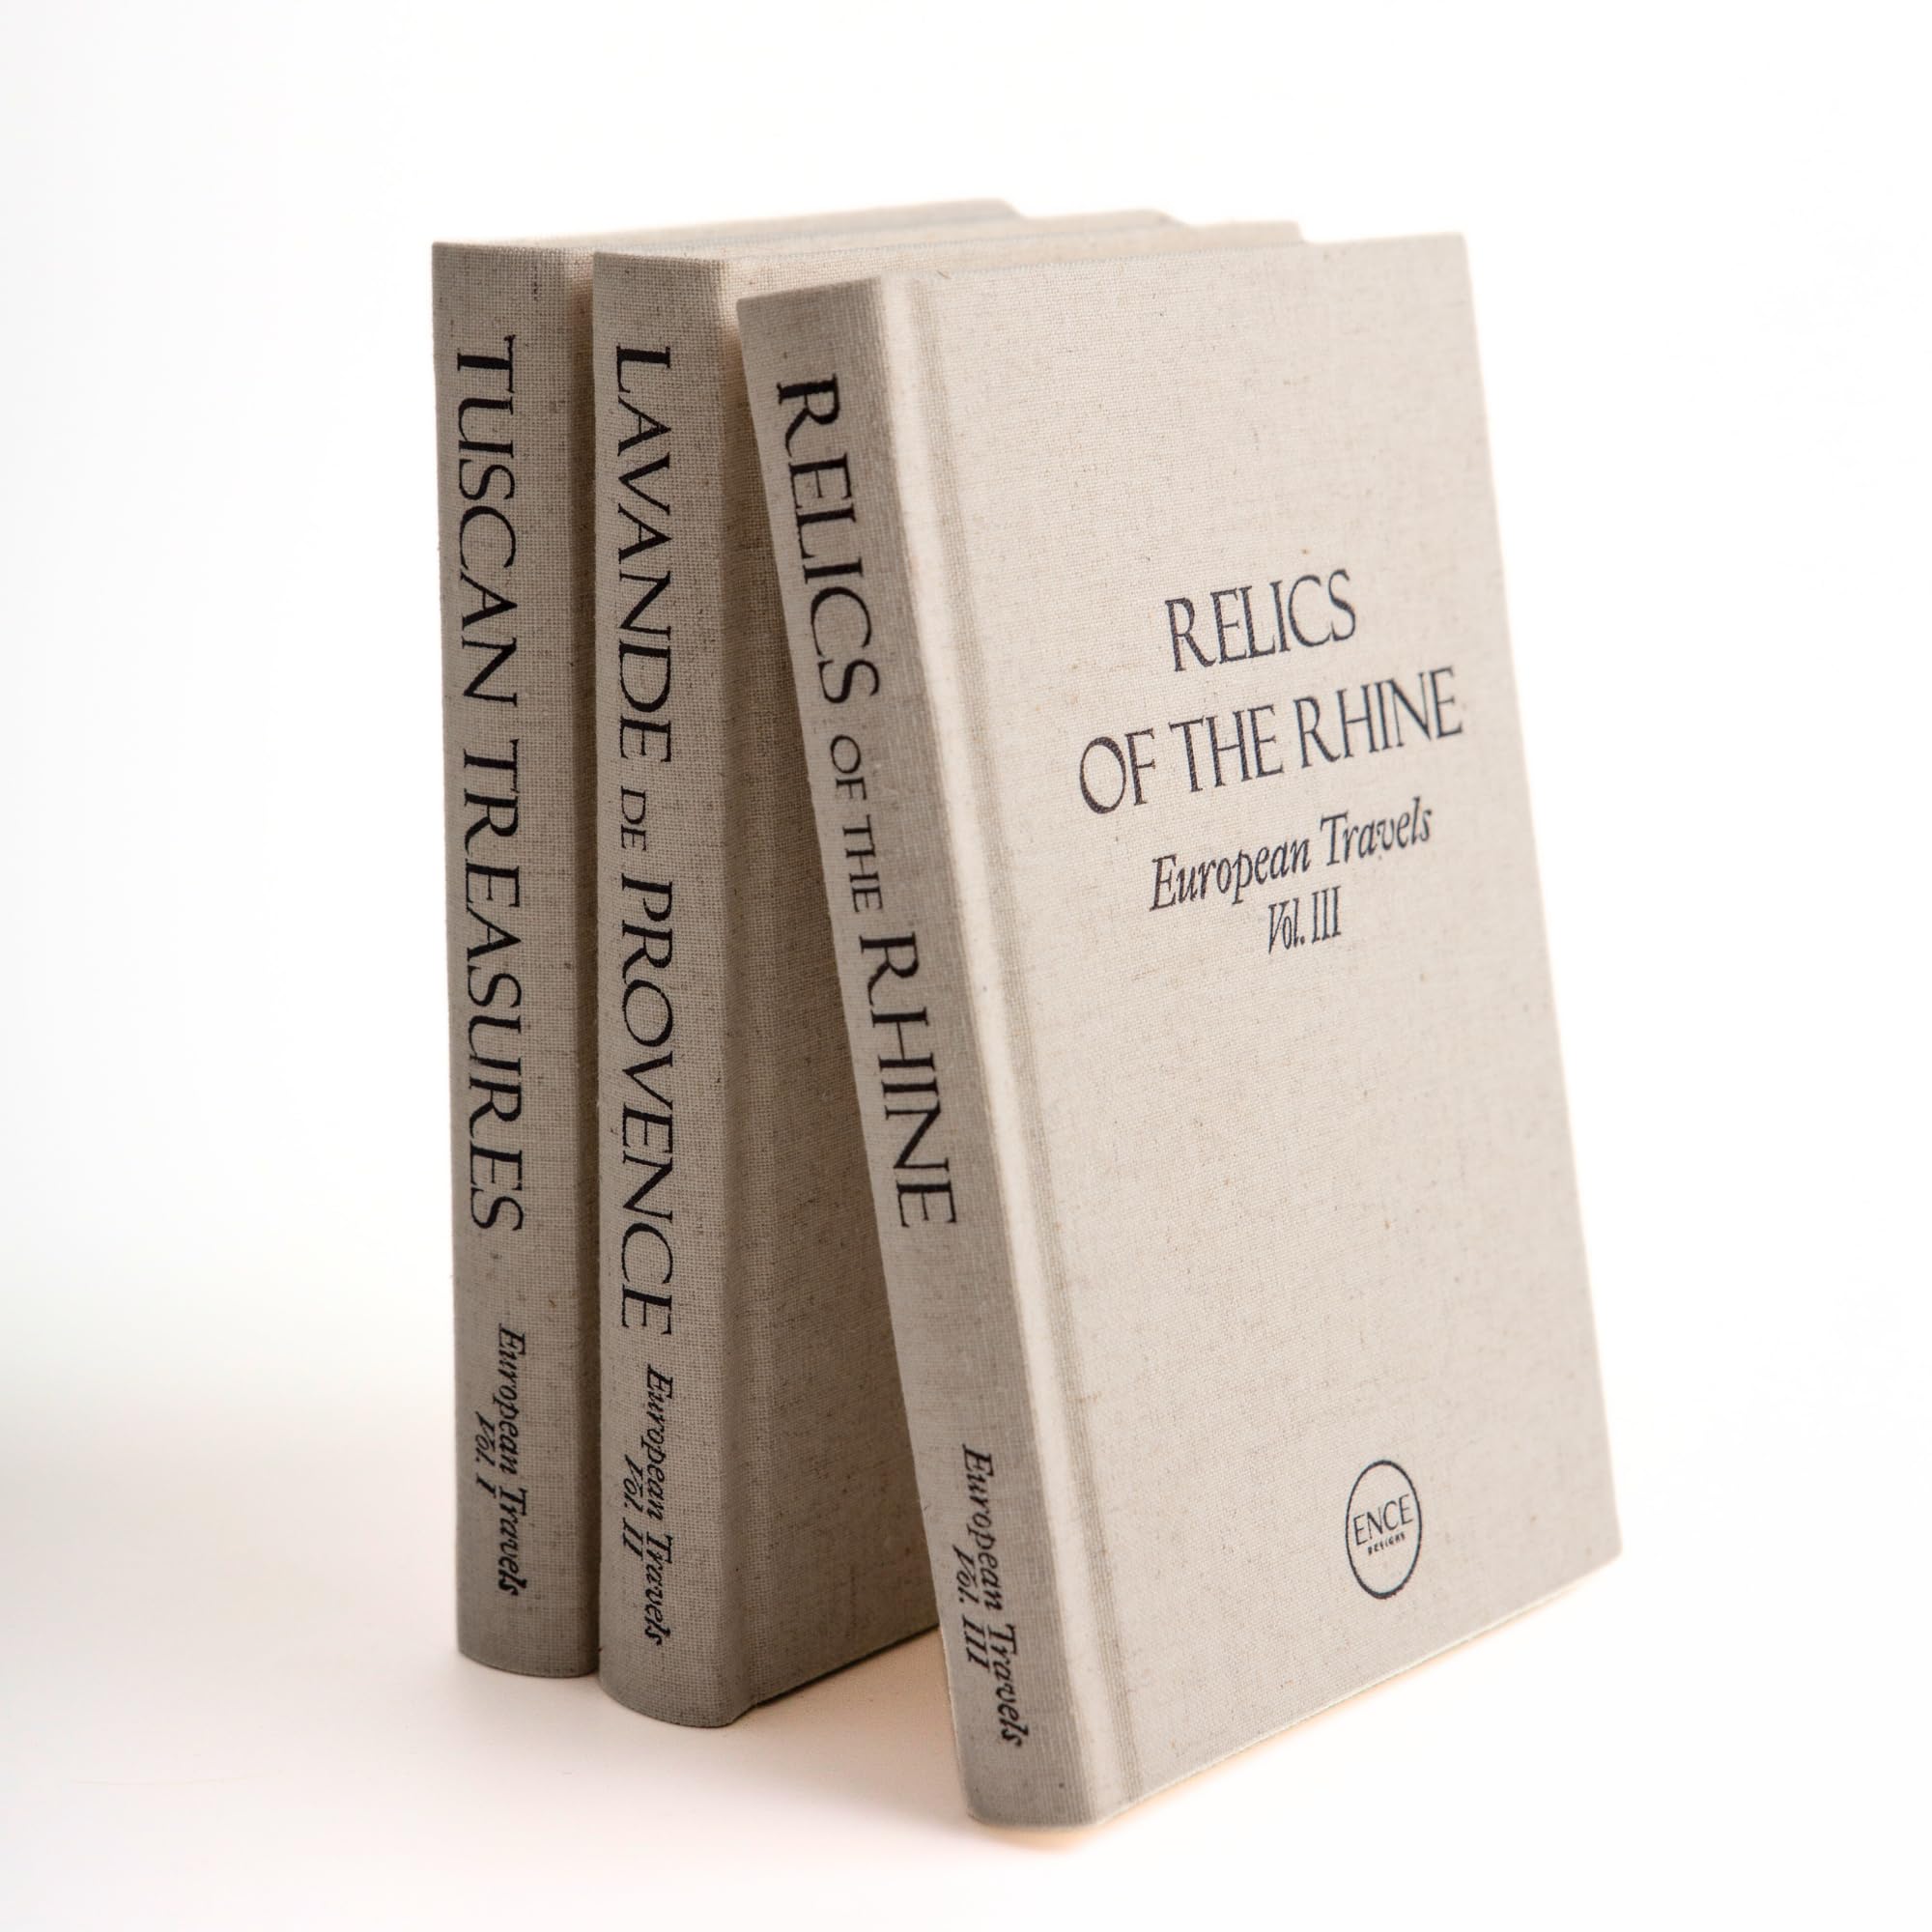 TUSCAN TREASURES
European Travels
Vol. I
LAVANDE DE PROVENCE
European Travels
Vol. II
RELICS OF THE RHINE
European Travels
Vol. III
RELICS
OF THE RHINE
European Travels
Vol. III
ENCE
DESIGNS